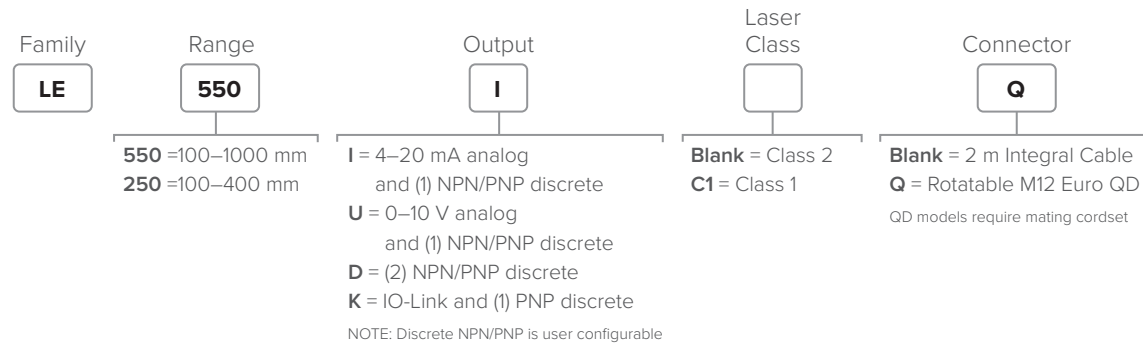 Family
LE
Range
550
550 =100–1000 mm
250 =100–400 mm
Output
I
I = 4–20 mA analog
and (1) NPN/PNP discrete
U = 0–10 V analog
and (1) NPN/PNP discrete
D = (2) NPN/PNP discrete
K = IO-Link and (1) PNP discrete
NOTE: Discrete NPN/PNP is user configurable
Laser
Class
Blank = Class 2
C1 = Class 1
Connector
Q
Blank = 2 m Integral Cable
Q = Rotatable M12 Euro QD
QD models require mating cordset